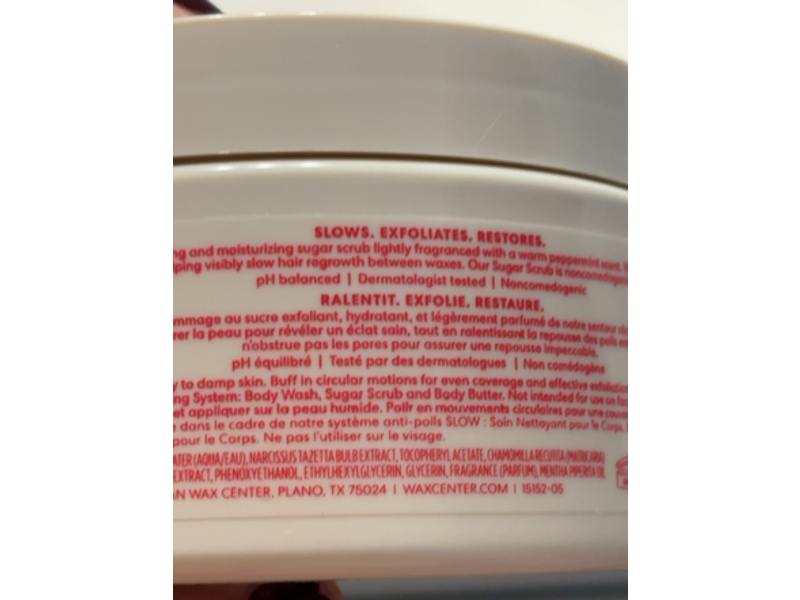 SLOWS. EXFOLIATES. RESTORES.
ng and moisturizing sugar scrub lightly fragranced with a warm peppermint scent.
ping visibly slow hair regrowth between waxes. Our Sugar Scrub is noncomedogenic
pH balanced | Dermatologist tested | Noncomedogenic
RALENTIT. EXFOLIE. RESTAURE.
mmage au sucre exfoliant, hydratant, et légèrement parfumé de notre senteur
rer la peau pour révéler un éclat sain, tout en ralentissant la repousse des poils
n'obstrue pas les pores pour assurer une repousse impeccable.
pH équilibré | Testé par des dermatologues | Non comédogène
y to damp skin. Buff in circular motions for even coverage and effective exfoliation
ng System: Body Wash, Sugar Scrub and Body Butter. Not intended for use on
et appliquer sur la peau humide. Polir en mouvements circulaires pour une
e dans le cadre de notre système anti-poils SLOW : Soin Nettoyant pour le Corps,
pour le Corps. Ne pas l'utiliser sur le visage.
ATER (AQUA/EAU), NARCISSUS TAZETTA BULB EXTRACT, TOCOPHERYL ACETATE, CHAMOMILLA RECUTITA (MATRICARIA)
EXTRACT, PHENOXYETHANOL, ETHYLHEXYLGLYCERIN, GLYCERIN, FRAGRANCE (PARFUM), MENTHA PIPERITA OIL
AN WAX CENTER, PLANO, TX 75024 | WAXCENTER.COM | 15152-05